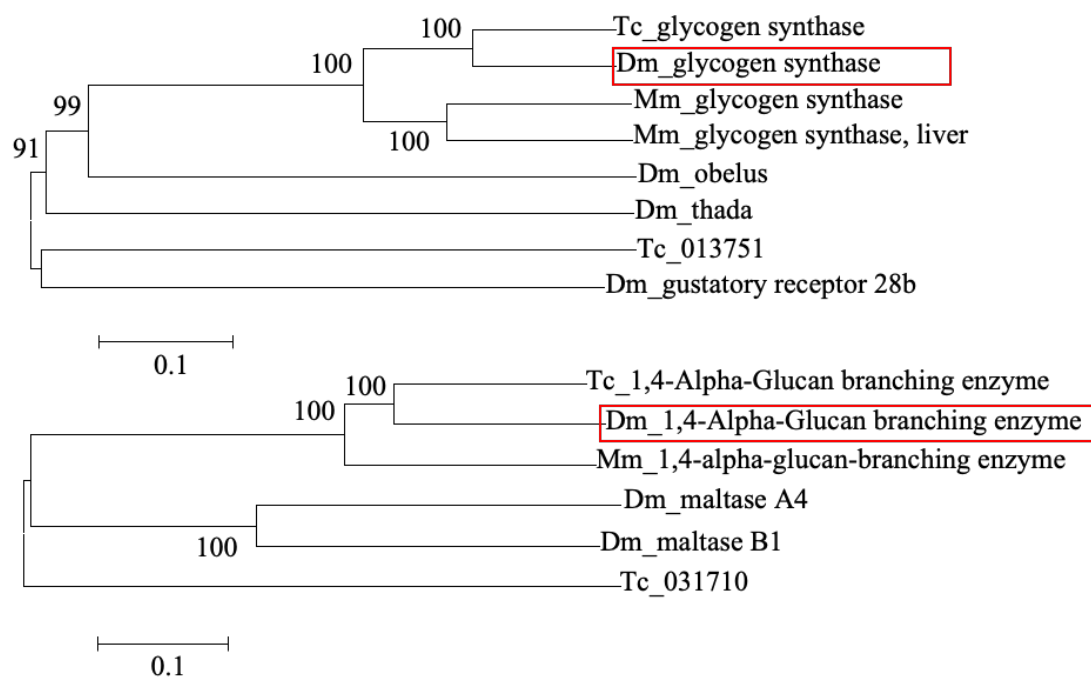 100
Tc_glycogen synthase
100
Dm_glycogen synthase
99
Mm_glycogen synthase
91
100
Mm_glycogen synthase, liver
Dm_obelus
Dm_thada
Tc_013751
Dm_gustatory receptor 28b
0.1
100
Tc_1,4-Alpha-Glucan branching enzyme
100
Dm_1,4-Alpha-Glucan branching enzyme
Mm_1,4-alpha-glucan-branching enzyme
Dm_maltase A4
100
Dm_maltase B1
Tc_031710
0.1